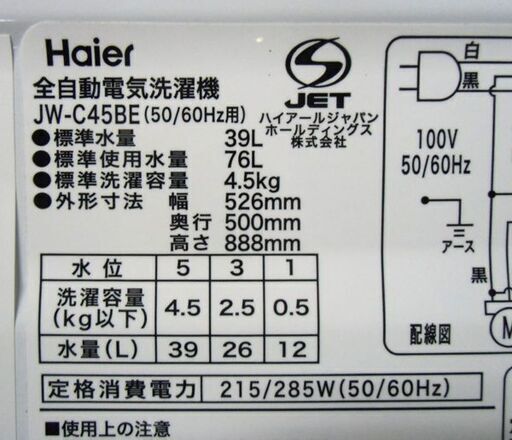 Haier
全自動電気洗濯機
JW-C45BE(50/60Hz用)
S
JET
ハイアールジャパン
ホールディングス
株式会社
●標準水量 39L
●標準使用水量 76L
●標準洗濯容量 4.5kg
●外形寸法 幅 526mm
奥行 500mm
高さ 888mm
水位 5 3 1
洗濯容量(kg以下) 4.5 2.5 0.5
水量(L) 39 26 12
定格消費電力 215/285W(50/60Hz)
■使用上の注意
白
黒
100V
50/60Hz
アース
黒
配線図
M